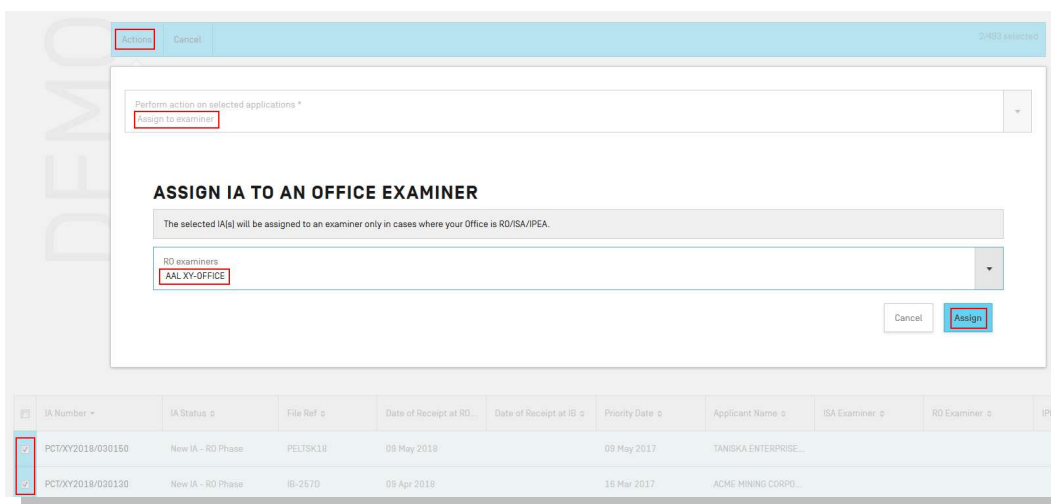 DEMO
Actions Cancel 2/493 selected
Perform action on selected applications *
Assign to examiner
ASSIGN IA TO AN OFFICE EXAMINER
The selected IA(s) will be assigned to an examiner only in cases where your Office is RO/ISA/IPEA.
RO examiners
AAL XY-OFFICE
Cancel Assign
IA Number IA Status File Ref Date of Receipt at RO... Date of Receipt at IB Priority Date Applicant Name ISA Examiner RO Examiner
PCT/XY2018/030150 New IA - RO Phase PELTSK18 09 May 2018 09 May 2017 TANISKA ENTERPRISE...
PCT/XY2018/030130 New IA - RO Phase IB-257D 09 Apr 2018 16 Mar 2017 ACME MINING CORPO...